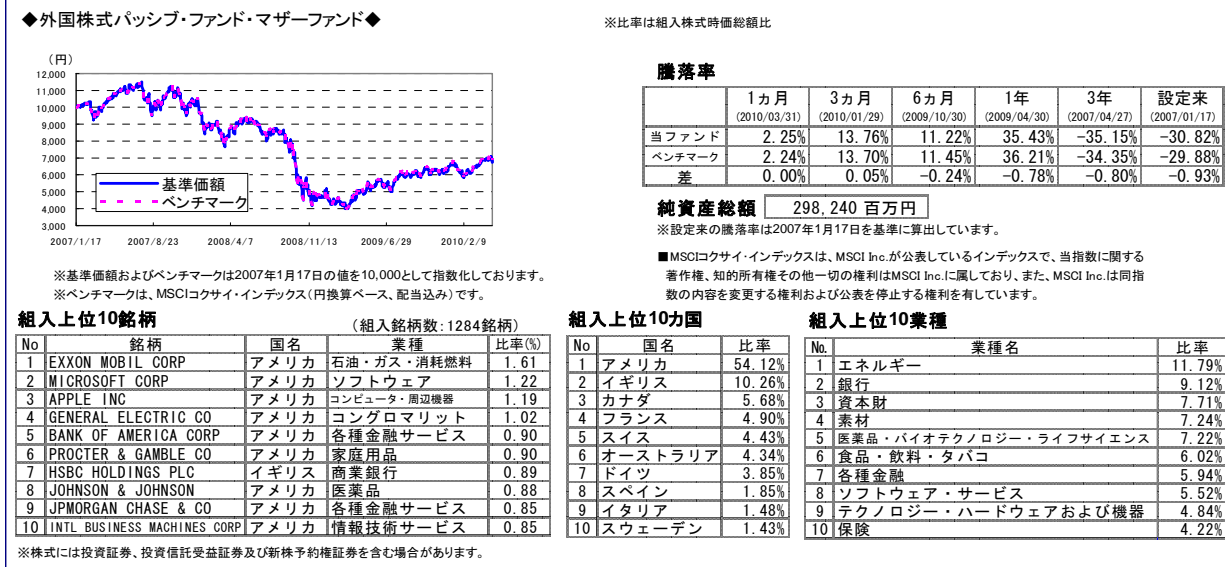 ◆外国株式パッシブ・ファンド・マザーファンド◆
※比率は組入株式時価総額比
(円)
12,000
11,000
10,000
9,000
8,000
7,000
6,000
5,000
4,000
3,000
基準価額
ベンチマーク
2007/1/17 2007/8/23 2008/4/7 2008/11/13 2009/6/29 2010/2/9
※基準価額およびベンチマークは2007年1月17日の値を10,000として指数化しております。
※ベンチマークは、MSCIコクサイ・インデックス(円換算ベース、配当込み)です。
騰落率
1ヵ月 3ヵ月 6ヵ月 1年 3年 設定来
(2010/03/31) (2010/01/29) (2009/10/30) (2009/04/30) (2007/04/27) (2007/01/17)
当ファンド 2.25% 13.76% 11.22% 35.43% -35.15% -30.82%
ベンチマーク 2.24% 13.70% 11.45% 36.21% -34.35% -29.88%
差 0.00% 0.05% -0.24% -0.78% -0.80% -0.93%
純資産総額 298,240 百万円
※設定来の騰落率は2007年1月17日を基準に算出しています。
■MSCIコクサイ・インデックスは、MSCI Inc.が公表しているインデックスで、当指数に関する
著作権、知的所有権その他一切の権利はMSCI Inc.に属しており、また、MSCI Inc.は同指
数の内容を変更する権利および公表を停止する権利を有しています。
組入上位10銘柄 (組入銘柄数:1284銘柄)
No 銘柄 国名 業種 比率(%)
1 EXXON MOBIL CORP アメリカ 石油・ガス・消耗燃料 1.61
2 MICROSOFT CORP アメリカ ソフトウェア 1.22
3 APPLE INC アメリカ コンピュータ・周辺機器 1.19
4 GENERAL ELECTRIC CO アメリカ コングロマリット 1.02
5 BANK OF AMERICA CORP アメリカ 各種金融サービス 0.90
6 PROCTER & GAMBLE CO アメリカ 家庭用品 0.90
7 HSBC HOLDINGS PLC イギリス 商業銀行 0.89
8 JOHNSON & JOHNSON アメリカ 医薬品 0.88
9 JPMORGAN CHASE & CO アメリカ 各種金融サービス 0.85
10 INTL BUSINESS MACHINES CORP アメリカ 情報技術サービス 0.85
※株式には投資証券、投資信託受益証券及び新株予約権証券を含む場合があります。
組入上位10カ国
No 国名 比率
1 アメリカ 54.12%
2 イギリス 10.26%
3 カナダ 5.68%
4 フランス 4.90%
5 スイス 4.43%
6 オーストラリア 4.34%
7 ドイツ 3.85%
8 スペイン 1.85%
9 イタリア 1.48%
10 スウェーデン 1.43%
組入上位10業種
No. 業種名 比率
1 エネルギー 11.79%
2 銀行 9.12%
3 資本財 7.71%
4 素材 7.24%
5 医薬品・バイオテクノロジー・ライフサイエンス 7.22%
6 食品・飲料・タバコ 6.02%
7 各種金融 5.94%
8 ソフトウェア・サービス 5.52%
9 テクノロジー・ハードウェアおよび機器 4.84%
10 保険 4.22%